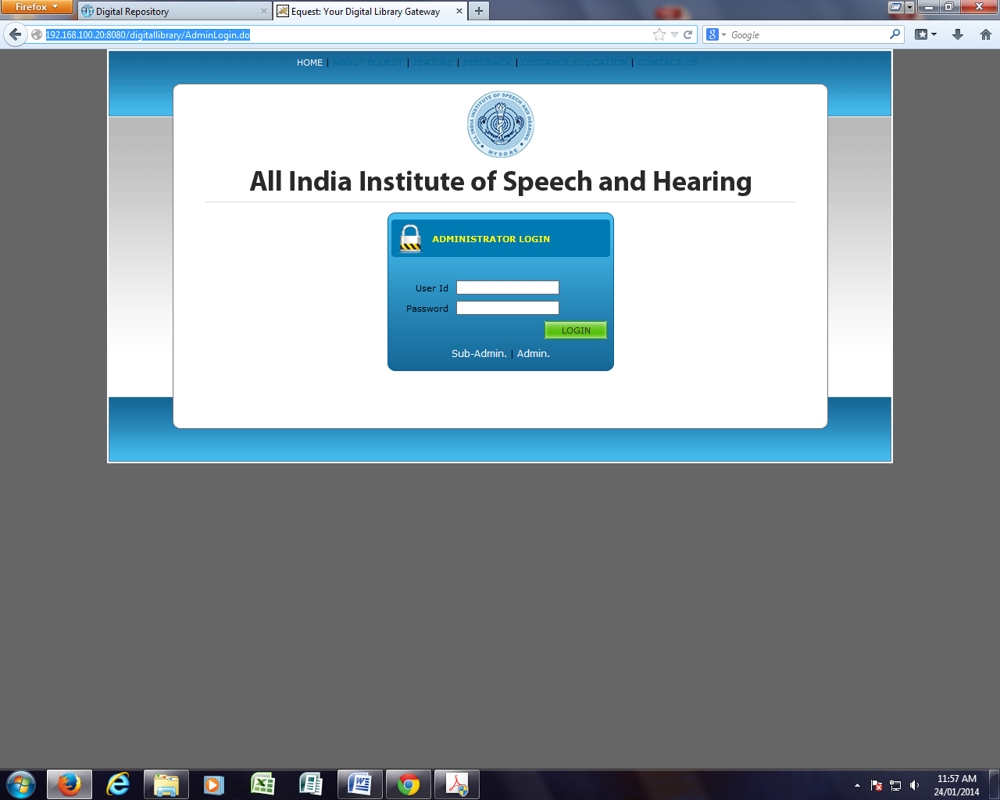 Firefox
Digital Repository
Equest: Your Digital Library Gateway
192.168.100.20:8080/digitallibrary/AdminLogin.do
Google
HOME | ABOUT EQUEST | FEATURE | FEEDBACK | DISTANCE EDUCATION | CONTACT US
ALL INDIA INSTITUTE OF SPEECH AND HEARING
MYSORE
All India Institute of Speech and Hearing
ADMINISTRATOR LOGIN
User Id
Password
LOGIN
Sub-Admin. | Admin.
11:57 AM
24/01/2014